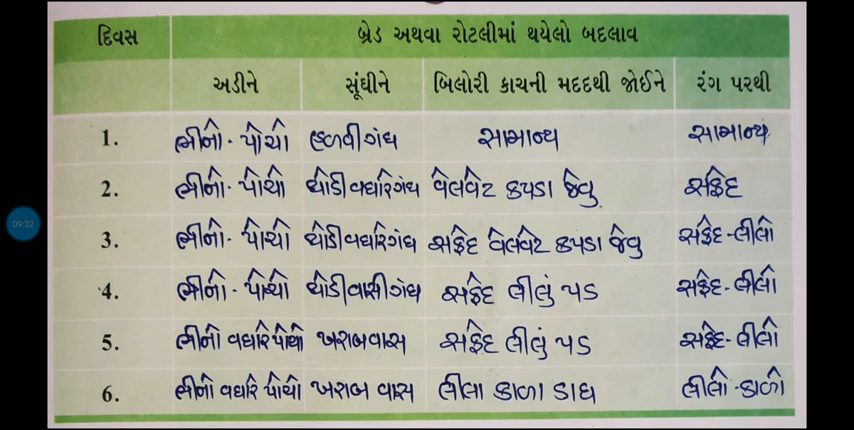 દિવસ બ્રેડ અથવા રોટલીમાં થયેલો બદલાવ
અડીને સૂંઘીને બિલોરી કાચની મદદથી જોઈને રંગ પરથી
1. ભીનો - પોચો હળવી ગંધ સામાન્ય સામાન્ય
2. ભીનો - પોચો થોડી વધારે ગંધ વેલવેટ કપડા જેવુ સફેદ
3. ભીનો - પોચો થોડી વધારે ગંધ સફેદ વેલવેટ કપડા જેવુ સફેદ-લીલો
4. ભીનો - પોચો થોડી વાસી ગંધ સફેદ લીલું પડ સફેદ-લીલો
5. ભીનો વધારે પોચો ખરાબ વાસ સફેદ લીલું પડ સફેદ-લીલો
6. ભીનો વધારે પોચો ખરાબ વાસ લીલા કાળા ડાઘ લીલો-કાળો
09:32